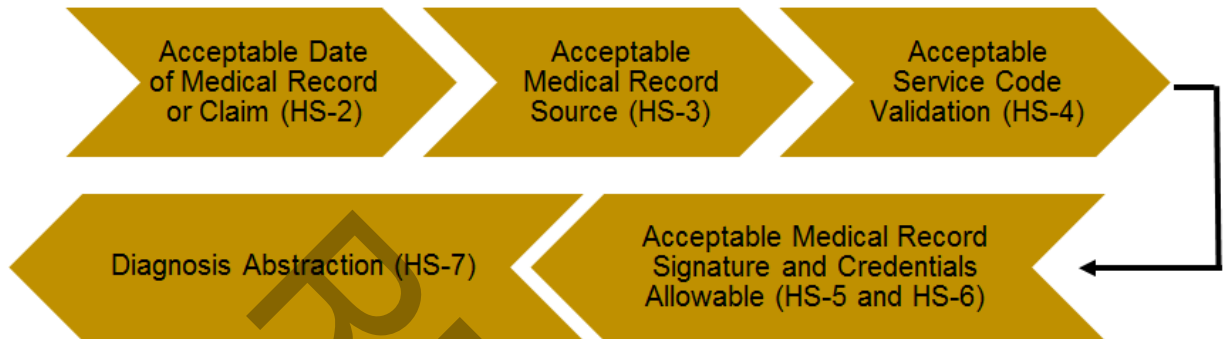 Acceptable Date
of Medical Record
or Claim (HS-2)
Acceptable
Medical Record
Source (HS-3)
Acceptable
Service Code
Validation (HS-4)
Acceptable Medical Record
Signature and Credentials
Allowable (HS-5 and HS-6)
Diagnosis Abstraction (HS-7)